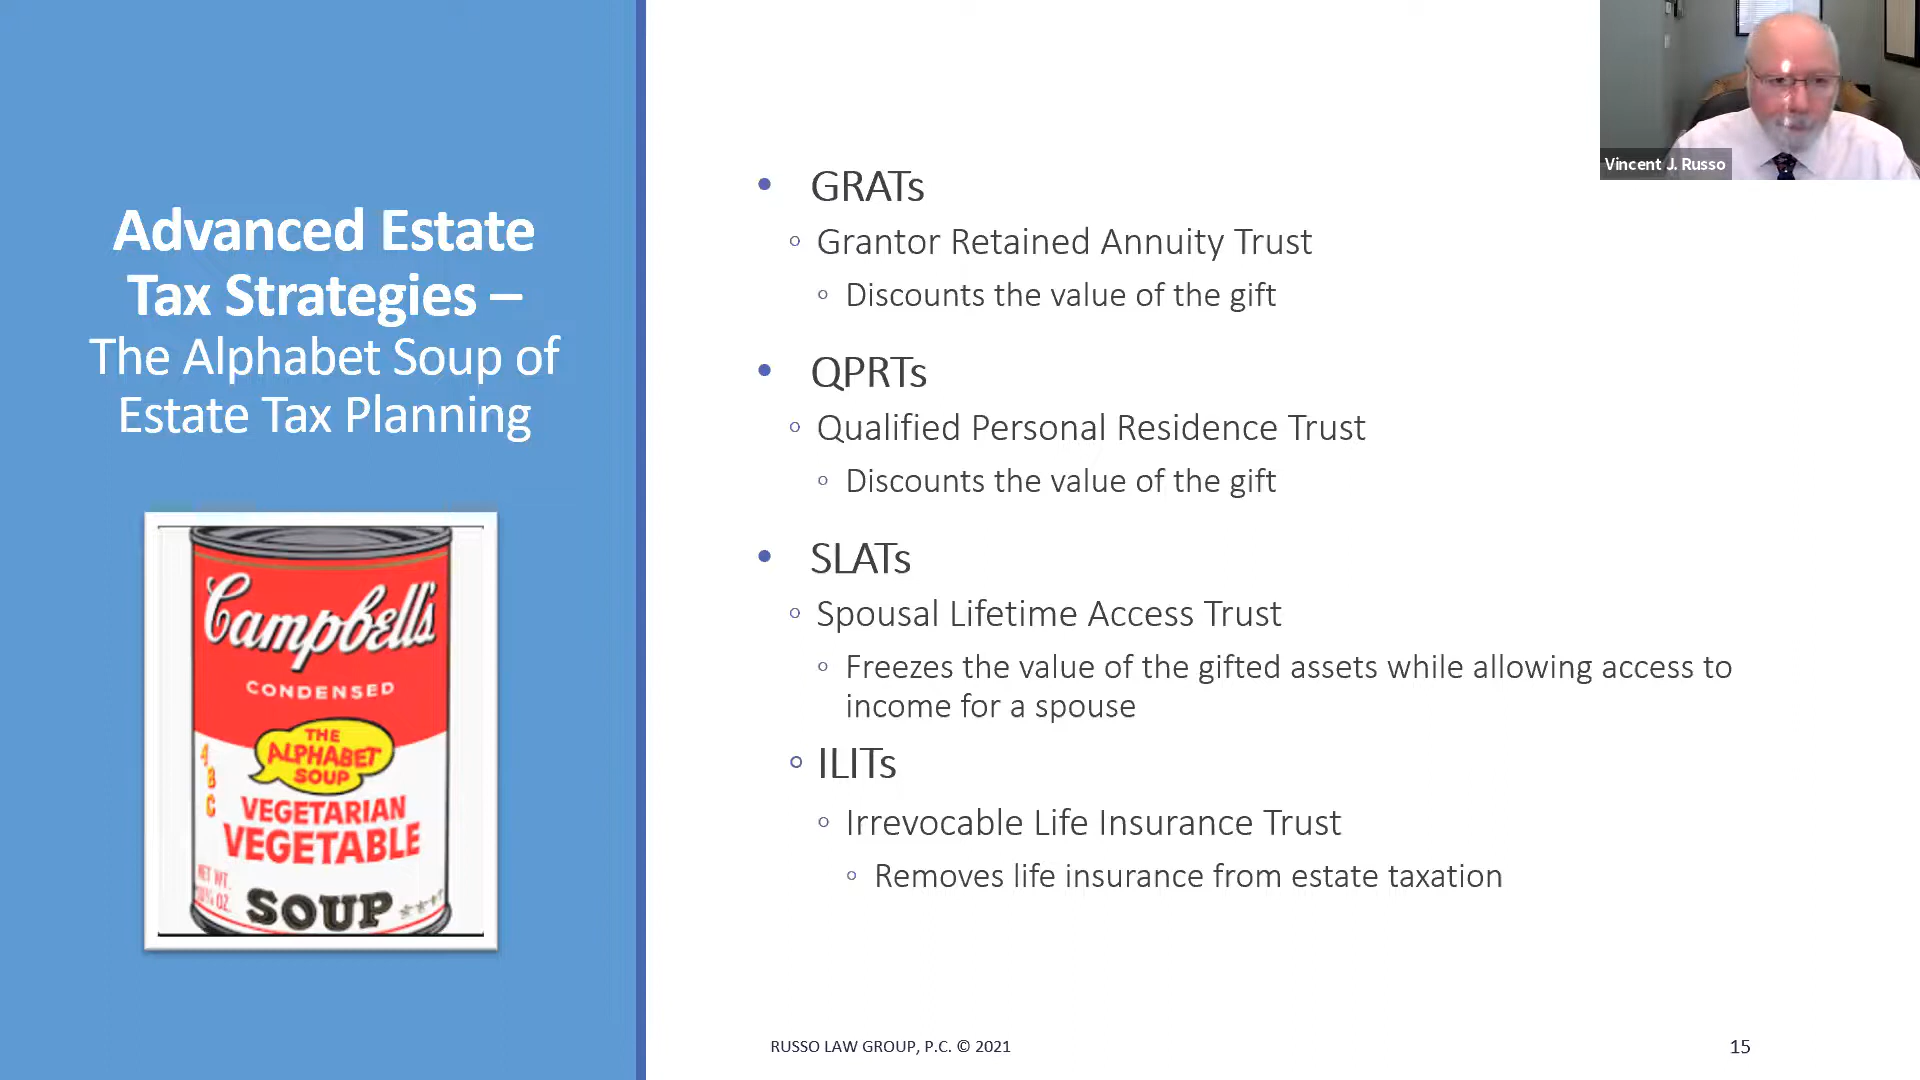 Advanced Estate
Tax Strategies –
The Alphabet Soup of
Estate Tax Planning
Campbell's
CONDENSED
THE
ALPHABET
SOUP
A
B
C
VEGETARIAN
VEGETABLE
NET WT.
OZ.
SOUP
• GRATs
◦ Grantor Retained Annuity Trust
◦ Discounts the value of the gift
• QPRTs
◦ Qualified Personal Residence Trust
◦ Discounts the value of the gift
• SLATs
◦ Spousal Lifetime Access Trust
◦ Freezes the value of the gifted assets while allowing access to
income for a spouse
◦ ILITs
◦ Irrevocable Life Insurance Trust
◦ Removes life insurance from estate taxation
RUSSO LAW GROUP, P.C. © 2021
15
Vincent J. Russo